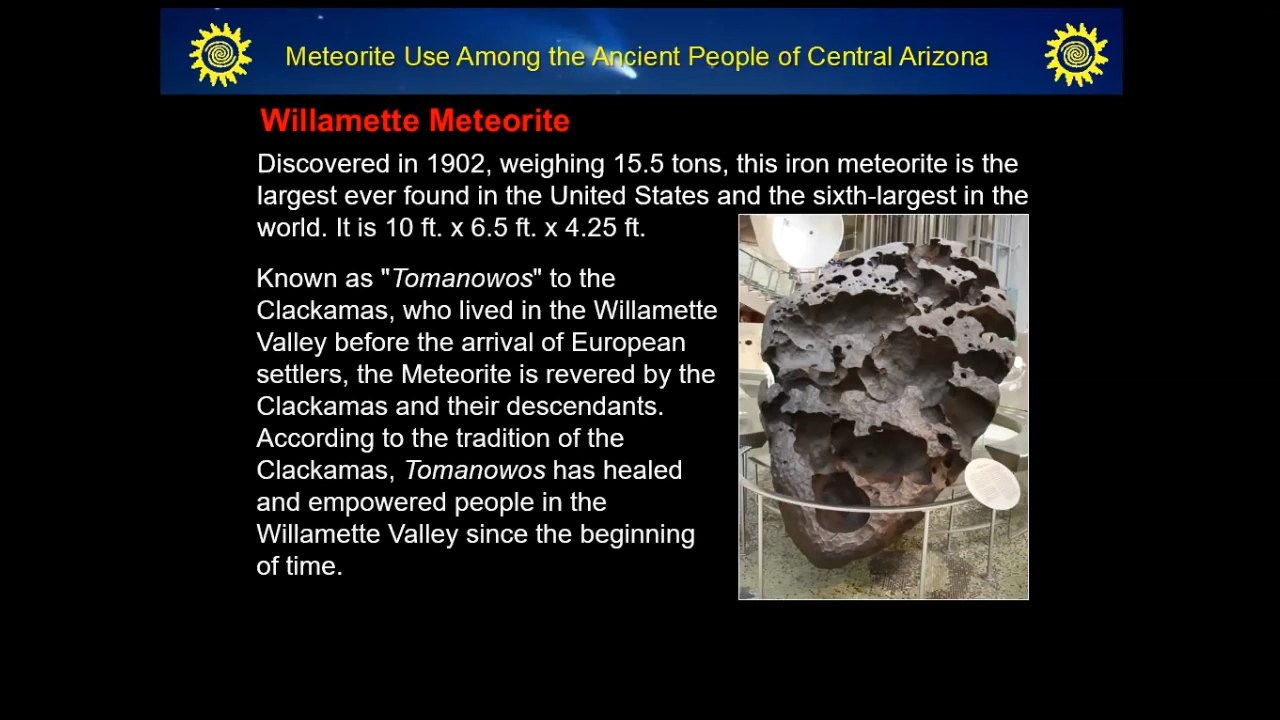 Meteorite Use Among the Ancient People of Central Arizona
Willamette Meteorite
Discovered in 1902, weighing 15.5 tons, this iron meteorite is the
largest ever found in the United States and the sixth-largest in the
world. It is 10 ft. x 6.5 ft. x 4.25 ft.
Known as "Tomanowos" to the
Clackamas, who lived in the Willamette
Valley before the arrival of European
settlers, the Meteorite is revered by the
Clackamas and their descendants.
According to the tradition of the
Clackamas, Tomanowos has healed
and empowered people in the
Willamette Valley since the beginning
of time.